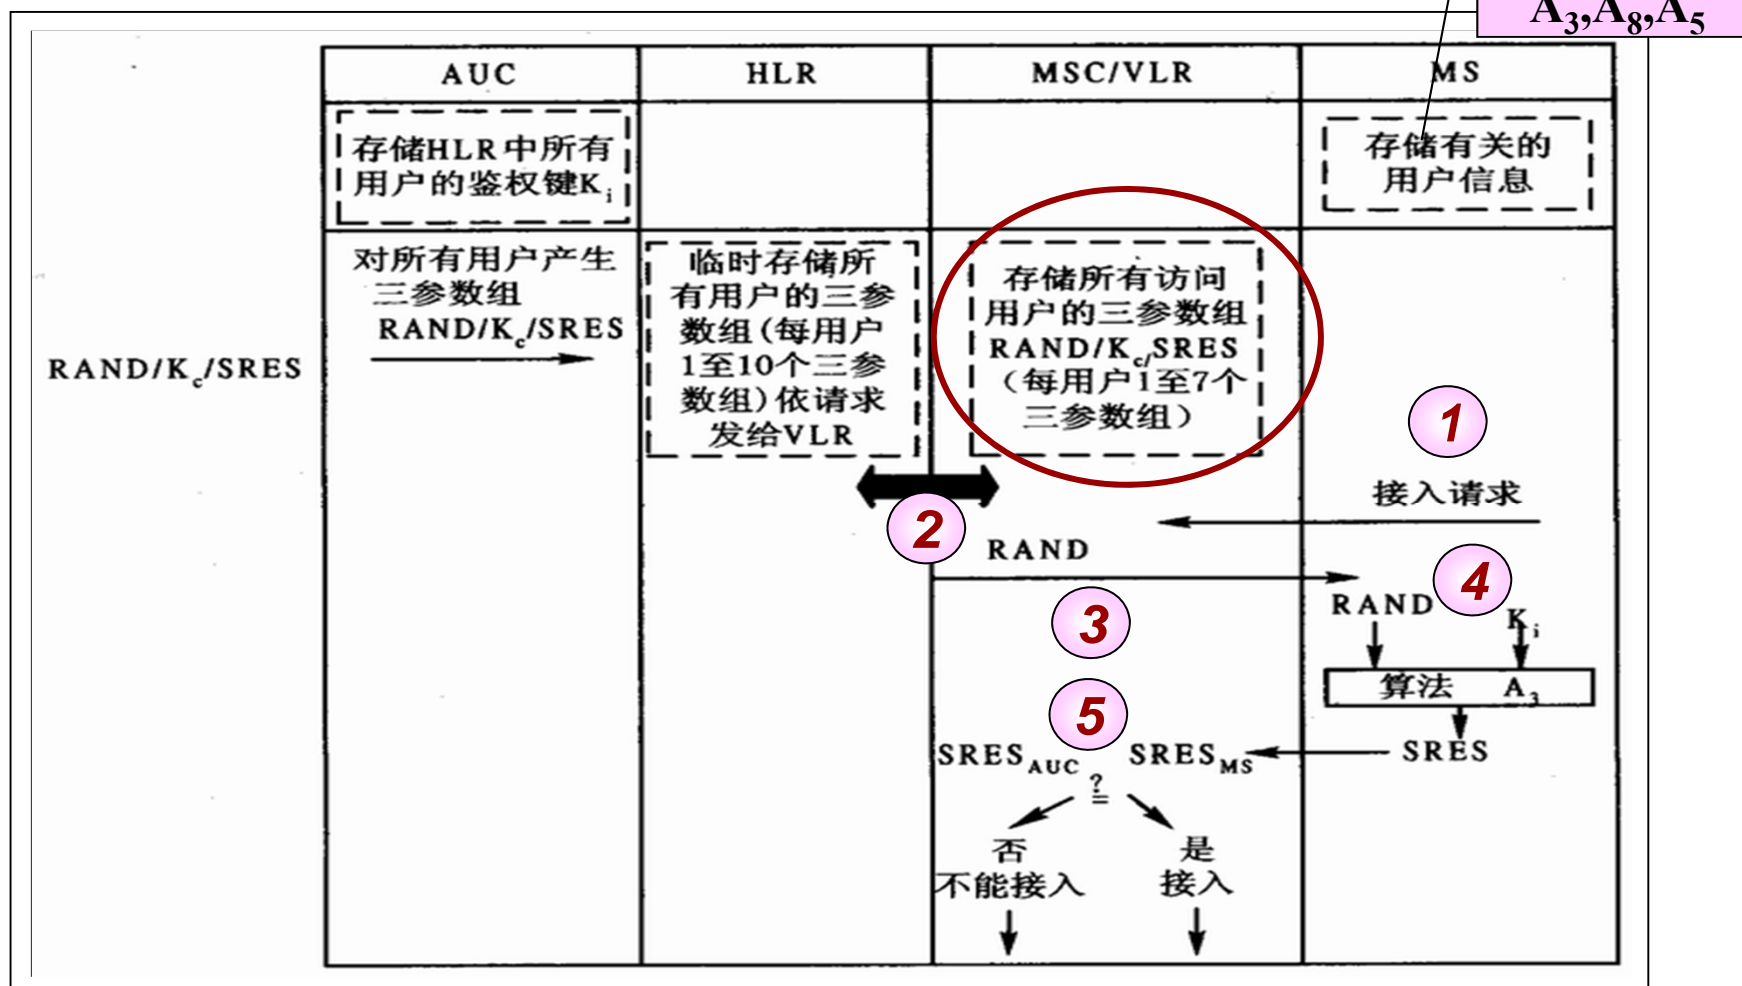 A3,A8,A5
AUC
HLR
MSC/VLR
MS
存储HLR中所有
用户的鉴权键Ki
存储有关的
用户信息
对所有用户产生
三参数组
RAND/Kc/SRES
RAND/Kc/SRES
临时存储所
有用户的三参
数组(每用户
1至10个三参
数组)依请求
发给VLR
存储所有访问
用户的三参数组
RAND/Kc/SRES
(每用户1至7个
三参数组)
1
接入请求
2
RAND
3
4
RAND
Ki
算法 A3
SRES
5
SRESAUC ?= SRESMS
否
不能接入
是
接入